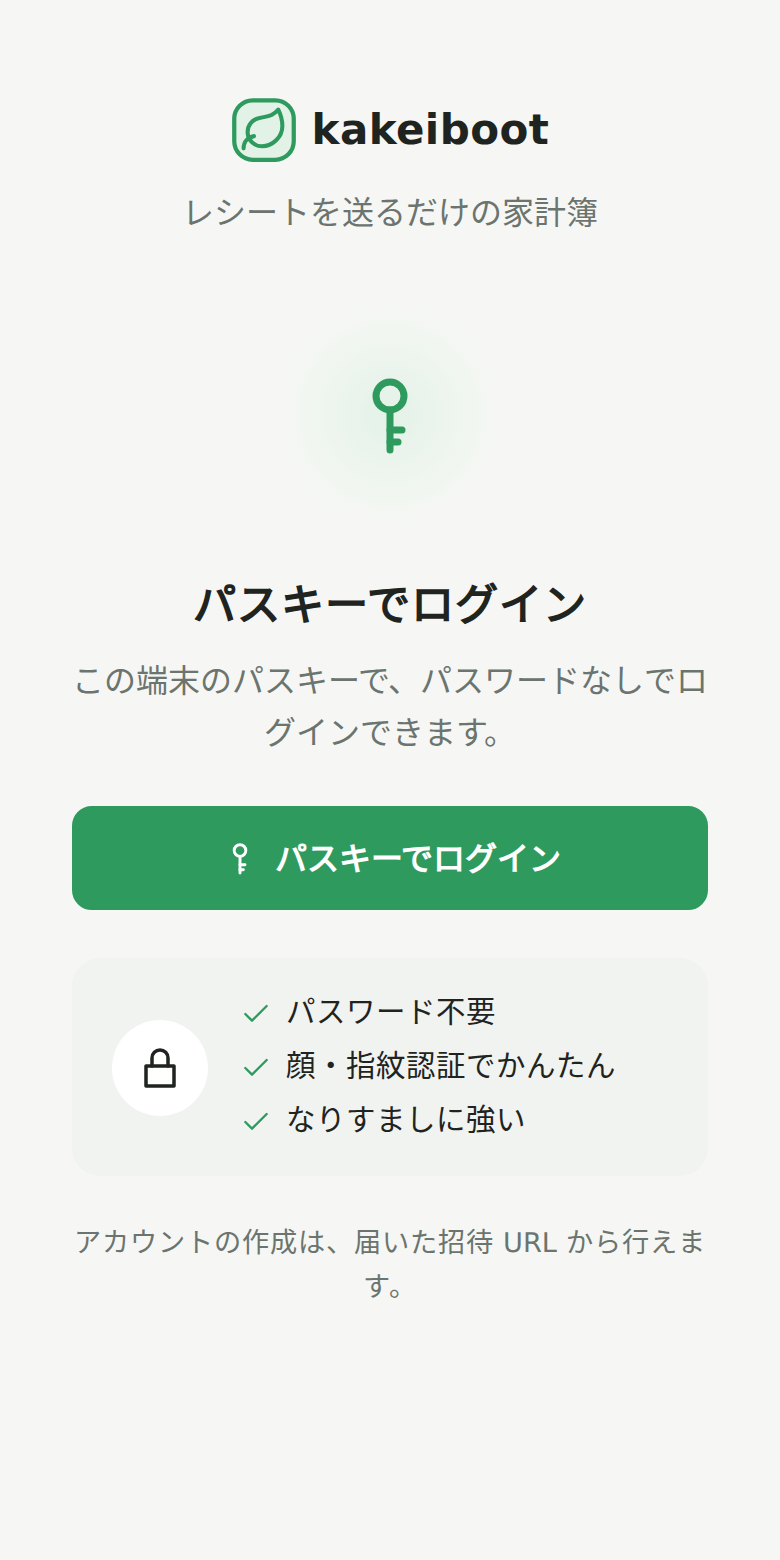 kakeiboot
レシートを送るだけの家計簿
パスキーでログイン
この端末のパスキーで、パスワードなしでロ
グインできます。
パスキーでログイン
パスワード不要
顔・指紋認証でかんたん
なりすましに強い
アカウントの作成は、届いた招待 URL から行えま
す。